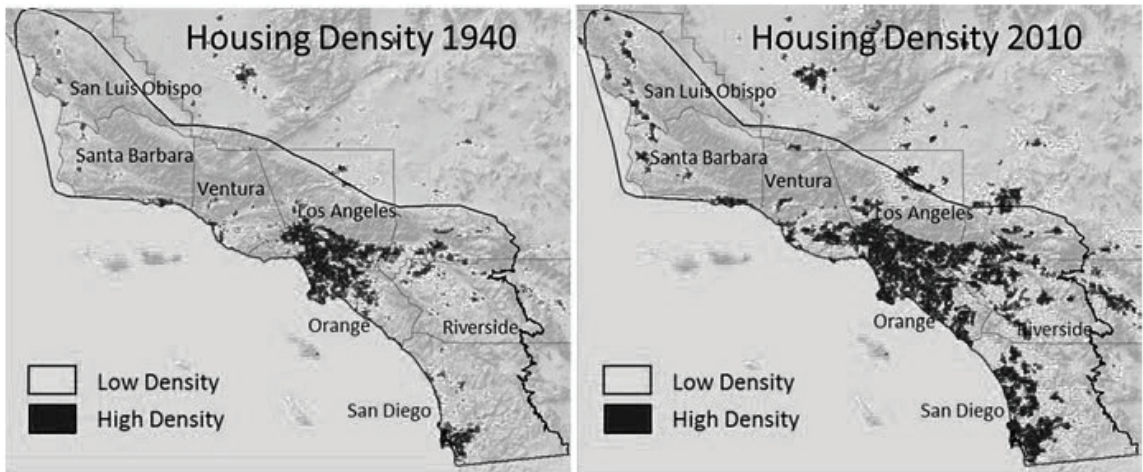 Housing Density 1940
San Luis Obispo
Santa Barbara
Ventura
Los Angeles
Orange
Riverside
San Diego
Low Density
High Density
Housing Density 2010
San Luis Obispo
Santa Barbara
Ventura
Los Angeles
Orange
Riverside
San Diego
Low Density
High Density